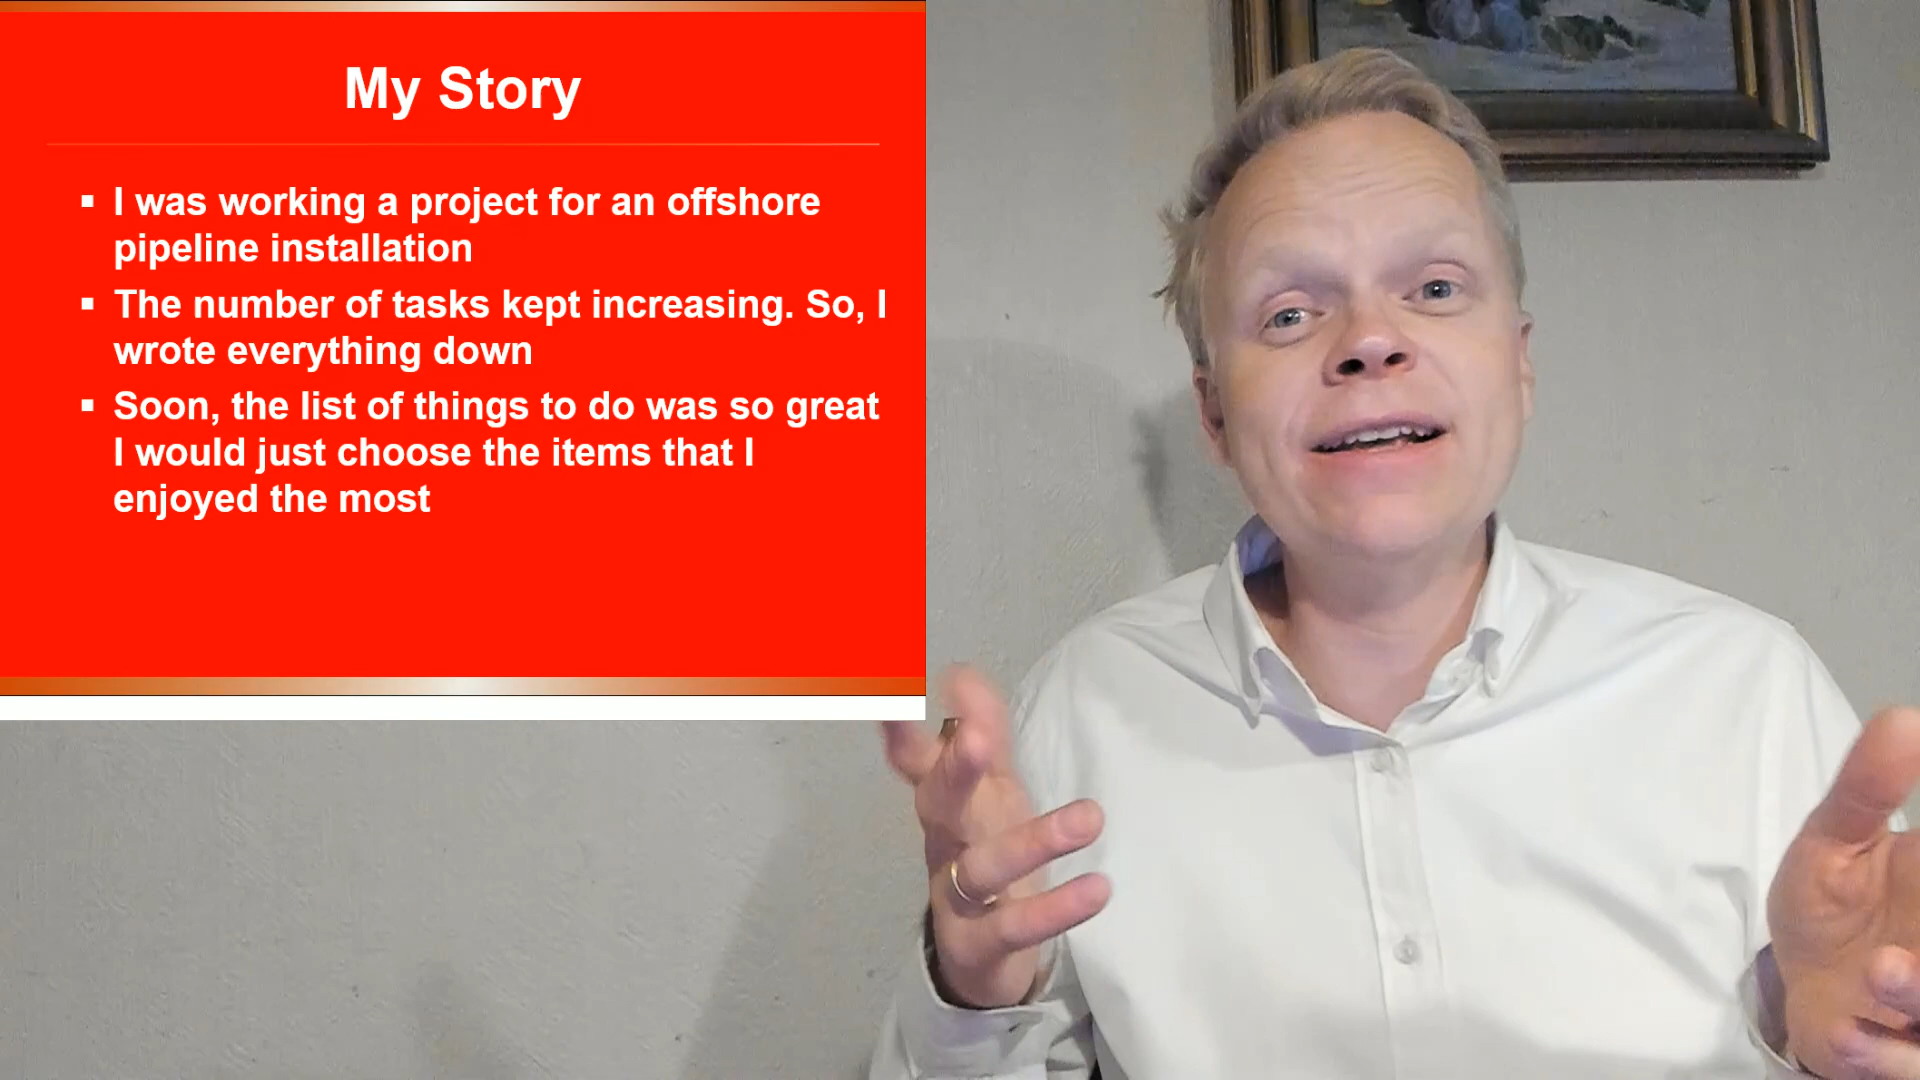 My Story
▪ I was working a project for an offshore
pipeline installation
▪ The number of tasks kept increasing. So, I
wrote everything down
▪ Soon, the list of things to do was so great
I would just choose the items that I
enjoyed the most